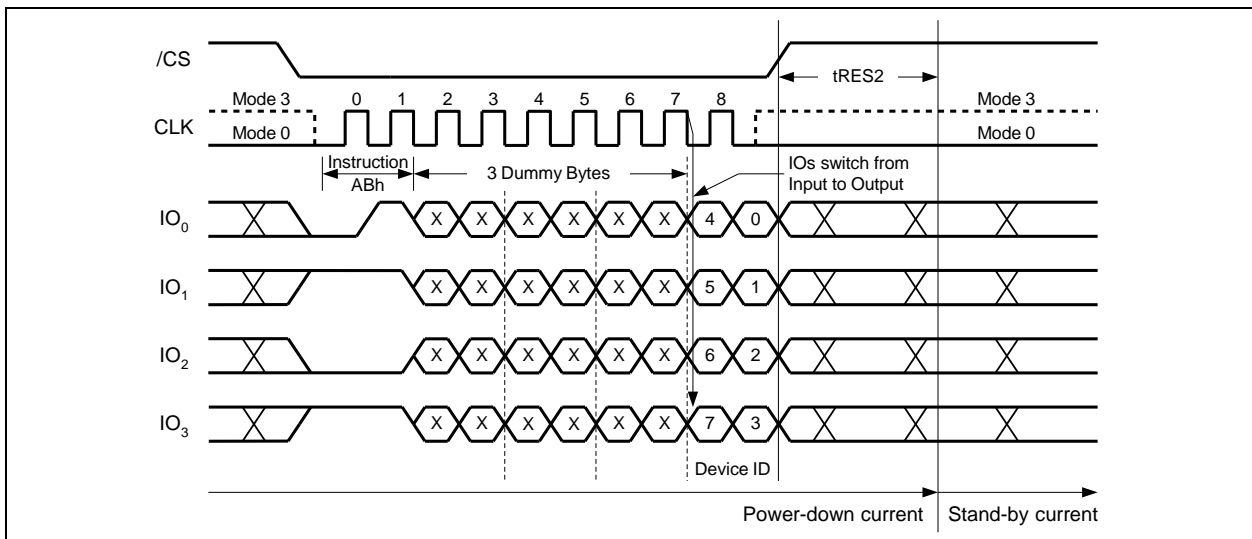 /CS
tRES2
Mode 3 0 1 2 3 4 5 6 7 8 Mode 3
CLK
Mode 0 Mode 0
Instruction
ABh
3 Dummy Bytes
IOs switch from
Input to Output
IO0 X X X X X X 4 0
IO1 X X X X X X 5 1
IO2 X X X X X X 6 2
IO3 X X X X X X 7 3
Device ID
Power-down current Stand-by current